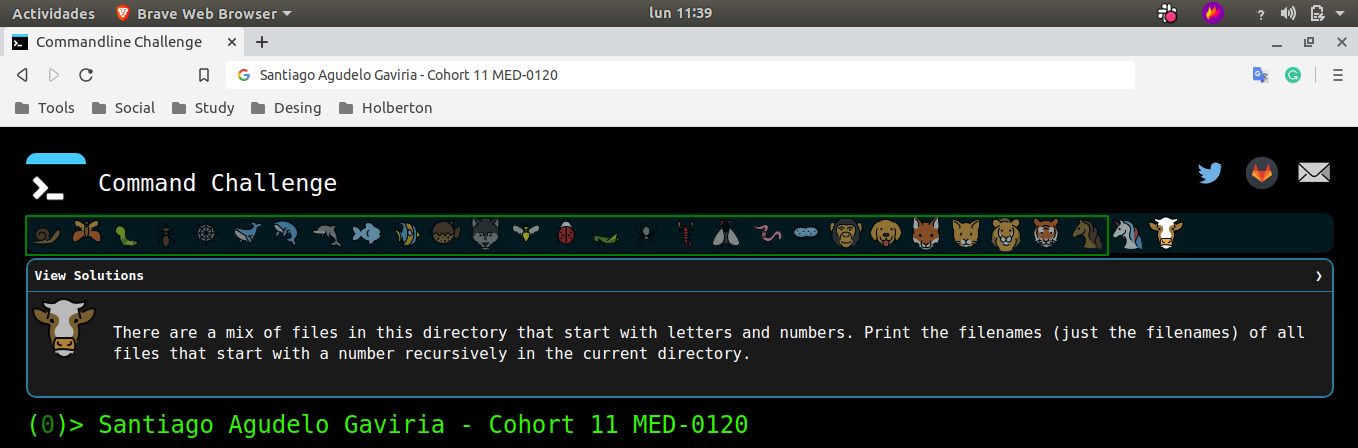 Actividades Brave Web Browser lun 11:39 ?
Commandline Challenge
Santiago Agudelo Gaviria - Cohort 11 MED-0120
Tools Social Study Desing Holberton
Command Challenge
View Solutions
There are a mix of files in this directory that start with letters and numbers. Print the filenames (just the filenames) of all
files that start with a number recursively in the current directory.
(0)> Santiago Agudelo Gaviria - Cohort 11 MED-0120